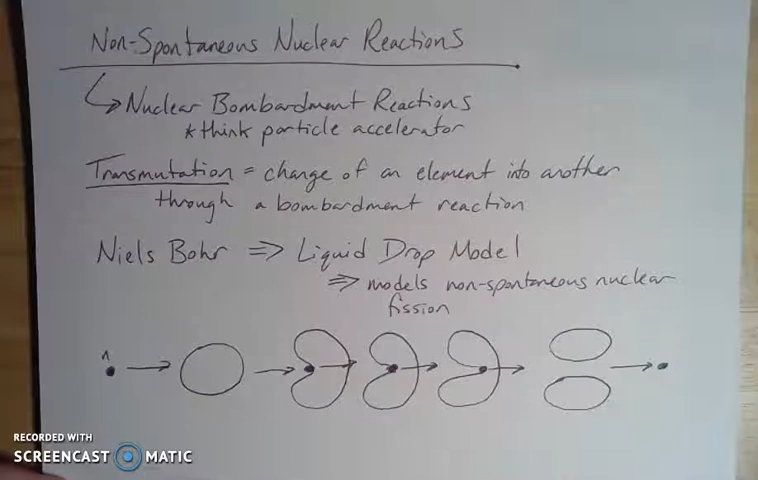 Non-Spontaneous Nuclear Reactions
Nuclear Bombardment Reactions
* think particle accelerator
Transmutation = change of an element into another
through a bombardment reaction
Niels Bohr ⇒ Liquid Drop Model
⇒ models non-spontaneous nuclear
fission
RECORDED WITH
SCREENCAST MATIC